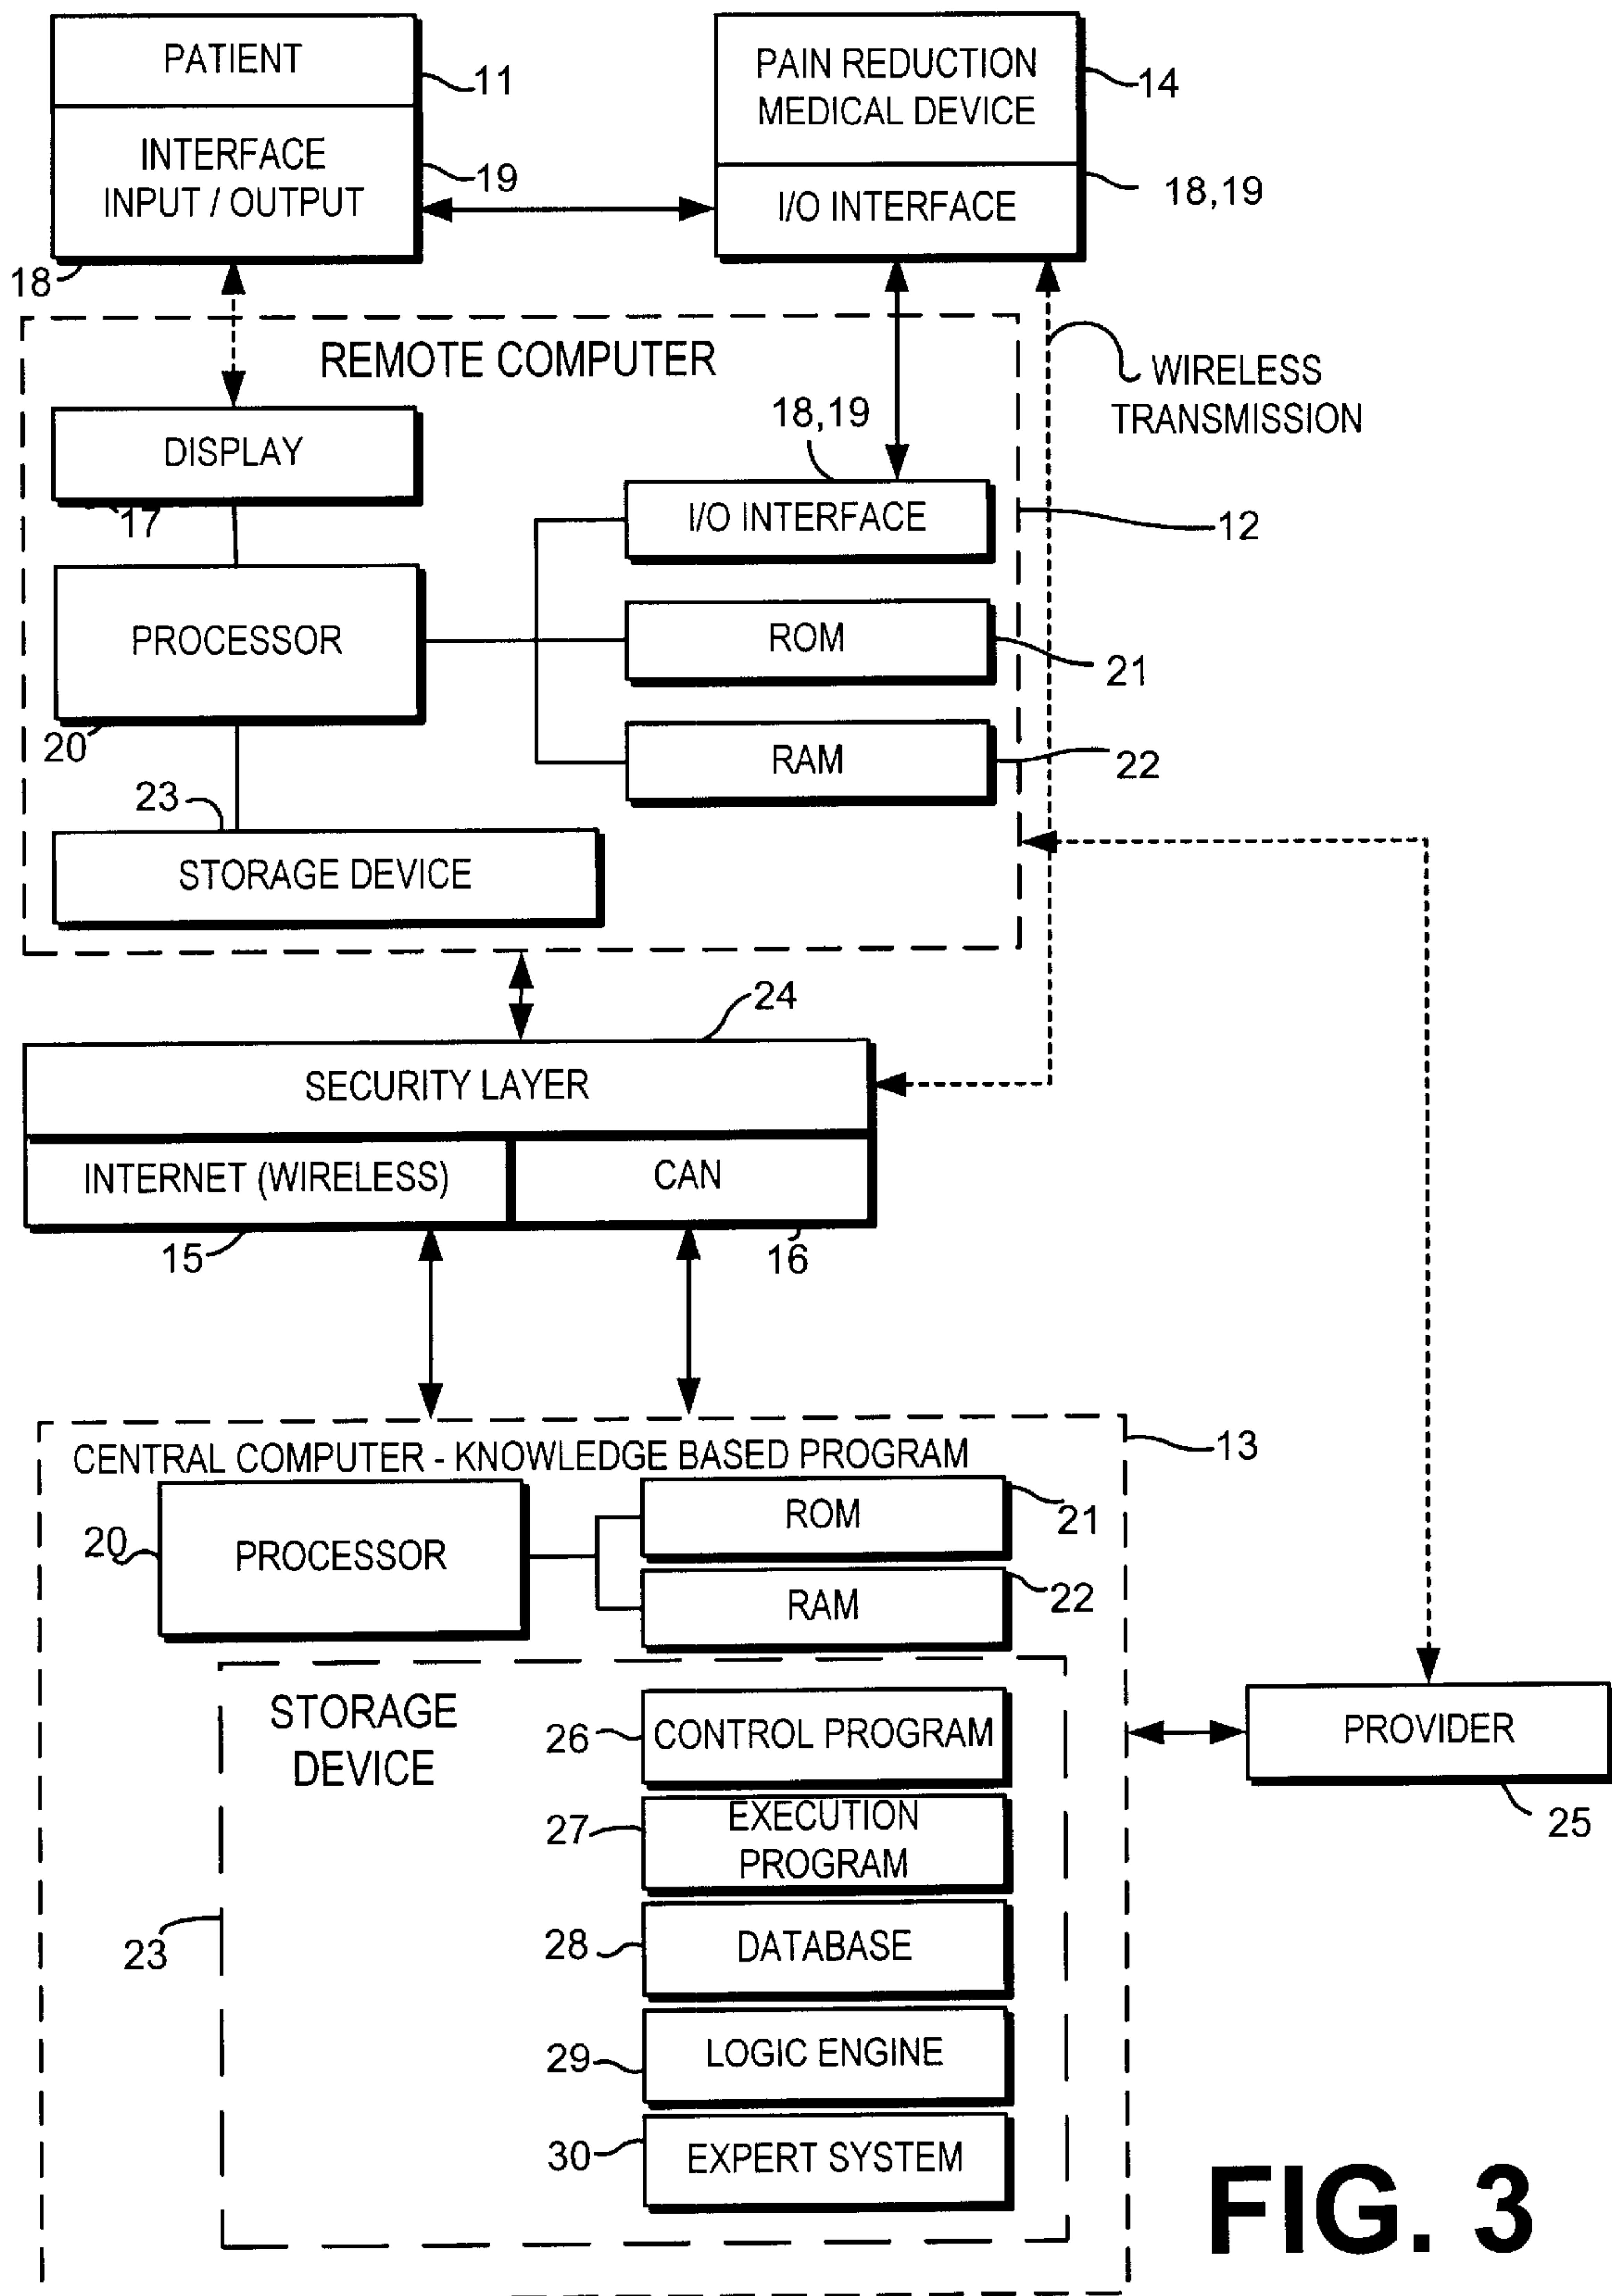 PATIENT
11
INTERFACE
INPUT / OUTPUT
19
18
PAIN REDUCTION
MEDICAL DEVICE
14
I/O INTERFACE
18,19
REMOTE COMPUTER
WIRELESS
TRANSMISSION
DISPLAY
17
18,19
I/O INTERFACE
12
PROCESSOR
20
ROM
21
RAM
22
23
STORAGE DEVICE
24
SECURITY LAYER
INTERNET (WIRELESS)
CAN
15
16
CENTRAL COMPUTER - KNOWLEDGE BASED PROGRAM
13
20
PROCESSOR
ROM
21
RAM
22
STORAGE
DEVICE
23
26
CONTROL PROGRAM
27
EXECUTION
PROGRAM
28
DATABASE
29
LOGIC ENGINE
30
EXPERT SYSTEM
PROVIDER
25
FIG. 3